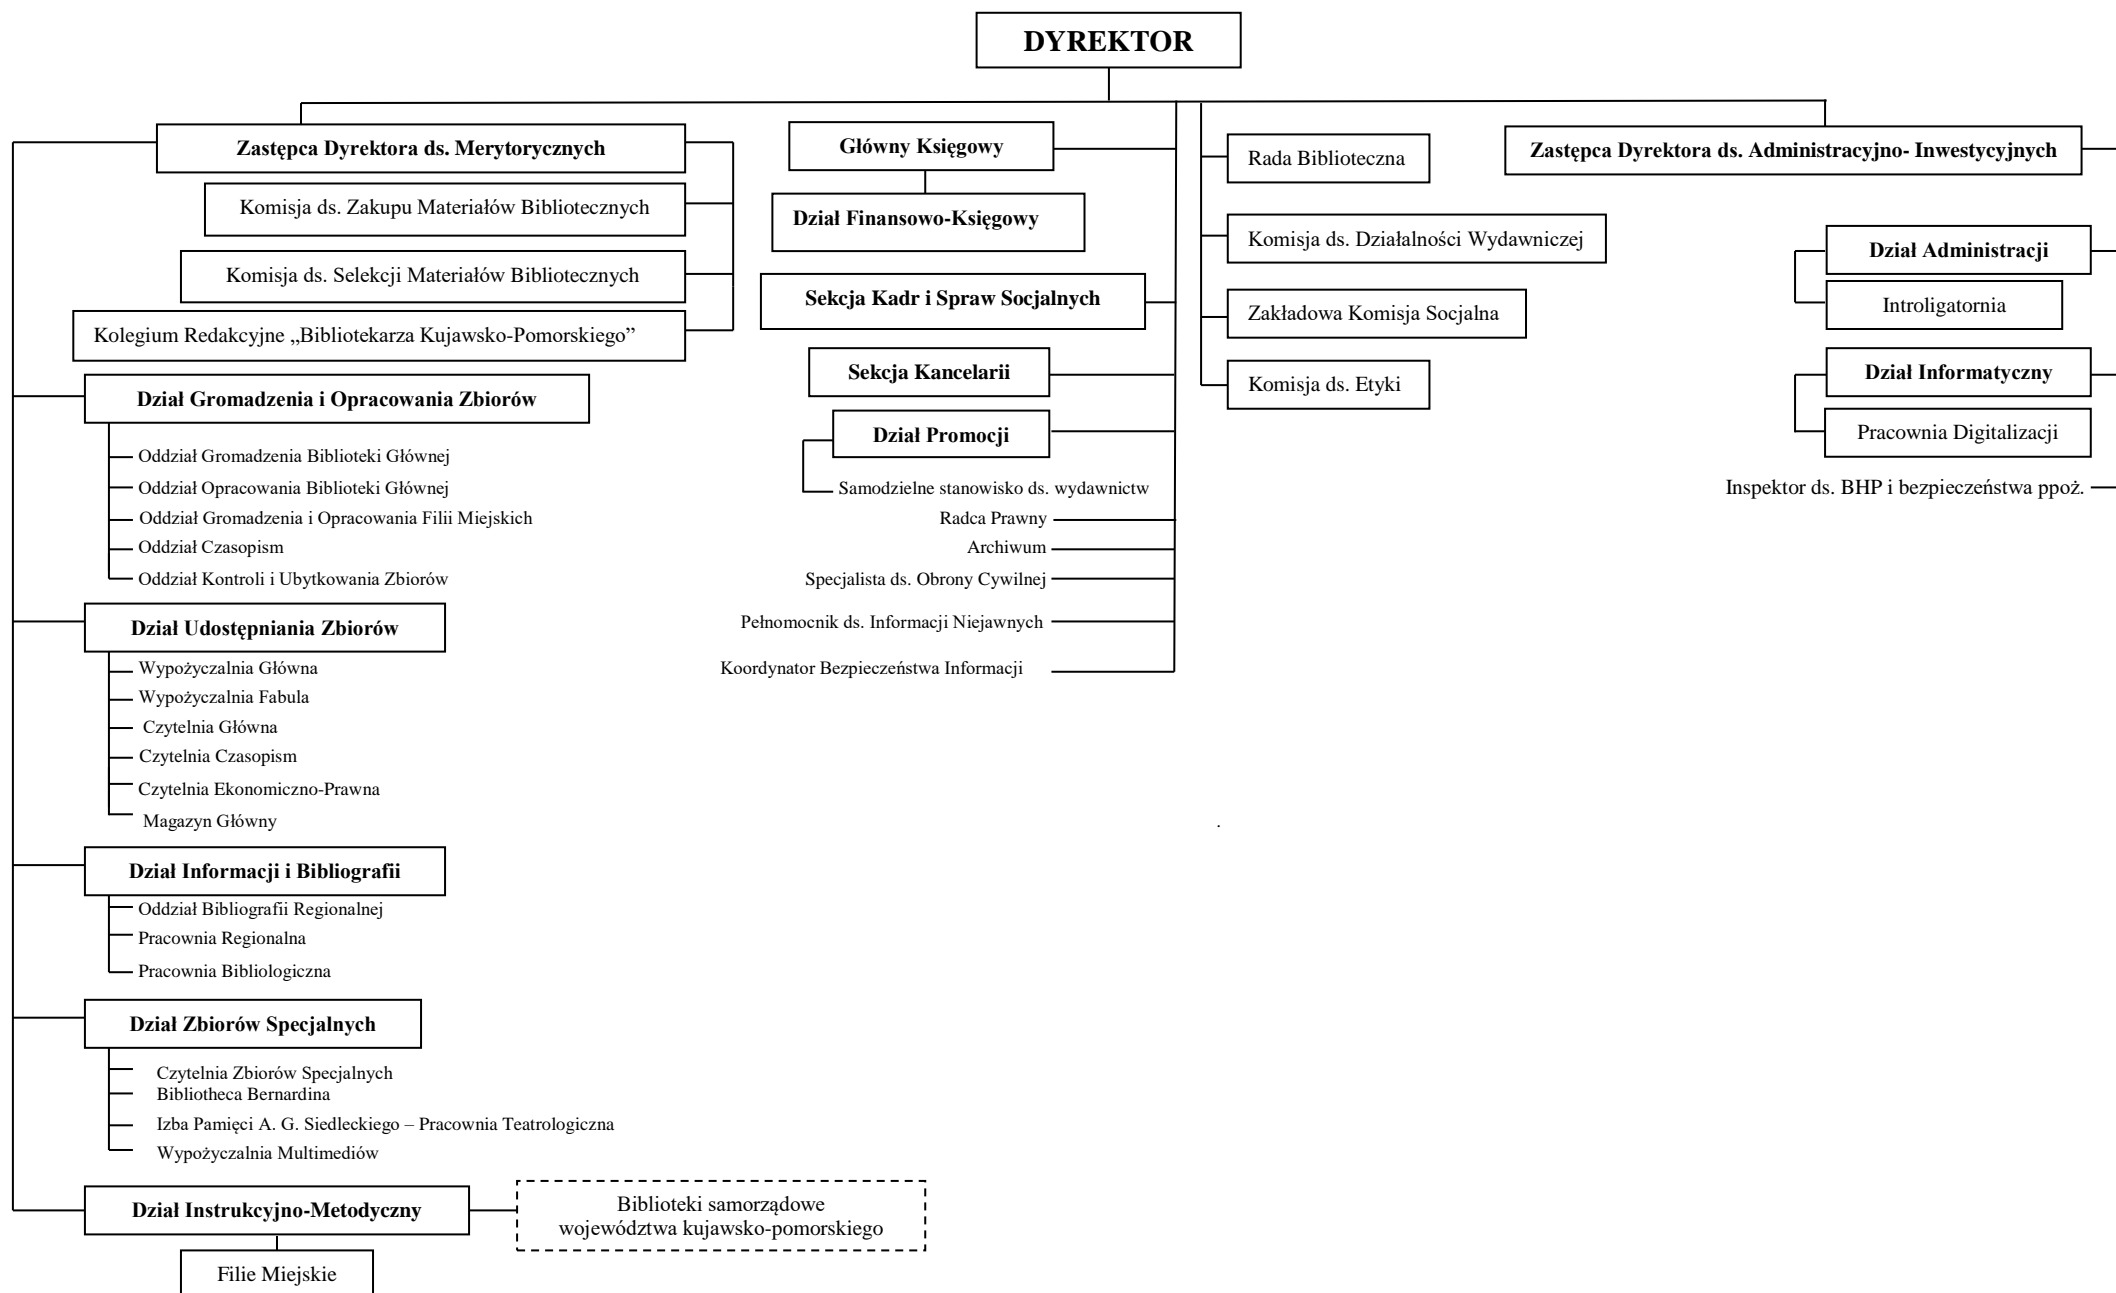 DYREKTOR
Zastępca Dyrektora ds. Merytorycznych
Komisja ds. Zakupu Materiałów Bibliotecznych
Komisja ds. Selekcji Materiałów Bibliotecznych
Kolegium Redakcyjne „Bibliotekarza Kujawsko-Pomorskiego”
Dział Gromadzenia i Opracowania Zbiorów
Oddział Gromadzenia Biblioteki Głównej
Oddział Opracowania Biblioteki Głównej
Oddział Gromadzenia i Opracowania Filii Miejskich
Oddział Czasopism
Oddział Kontroli i Ubytkowania Zbiorów
Dział Udostępniania Zbiorów
Wypożyczalnia Główna
Wypożyczalnia Fabula
Czytelnia Główna
Czytelnia Czasopism
Czytelnia Ekonomiczno-Prawna
Magazyn Główny
Dział Informacji i Bibliografii
Oddział Bibliografii Regionalnej
Pracownia Regionalna
Pracownia Bibliologiczna
Dział Zbiorów Specjalnych
Czytelnia Zbiorów Specjalnych
Bibliotheca Bernardina
Izba Pamięci A. G. Siedleckiego – Pracownia Teatrologiczna
Wypożyczalnia Multimediów
Dział Instrukcyjno-Metodyczny
Biblioteki samorządowe
województwa kujawsko-pomorskiego
Filie Miejskie
Główny Księgowy
Dział Finansowo-Księgowy
Sekcja Kadr i Spraw Socjalnych
Sekcja Kancelarii
Dział Promocji
Samodzielne stanowisko ds. wydawnictw
Radca Prawny
Archiwum
Specjalista ds. Obrony Cywilnej
Pełnomocnik ds. Informacji Niejawnych
Koordynator Bezpieczeństwa Informacji
Rada Biblioteczna
Komisja ds. Działalności Wydawniczej
Zakładowa Komisja Socjalna
Komisja ds. Etyki
.
Zastępca Dyrektora ds. Administracyjno- Inwestycyjnych
Dział Administracji
Introligatornia
Dział Informatyczny
Pracownia Digitalizacji
Inspektor ds. BHP i bezpieczeństwa ppoż.